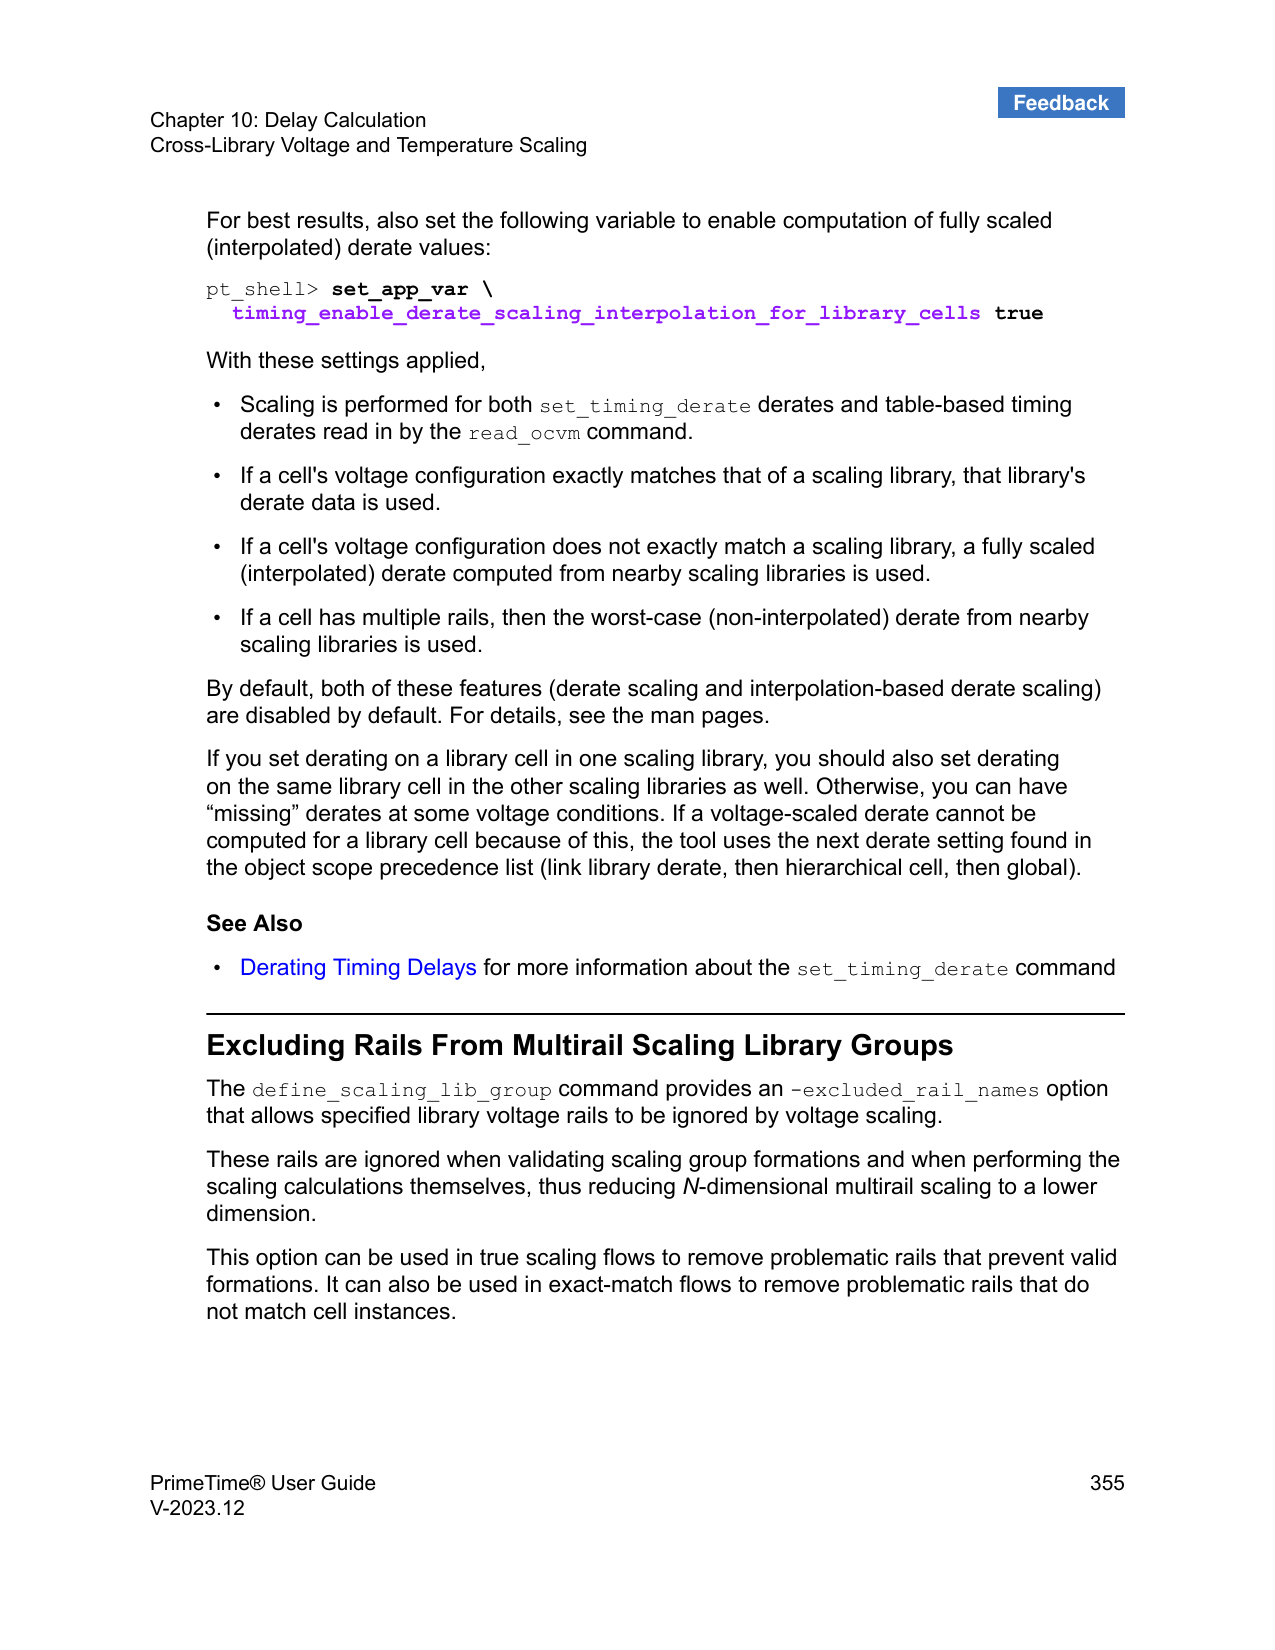 Feedback
Chapter 10: Delay Calculation
Cross-Library Voltage and Temperature Scaling
For best results, also set the following variable to enable computation of fully scaled
(interpolated) derate values:
pt_shell> set_app_var \
timing_enable_derate_scaling_interpolation_for_library_cells true
With these settings applied,
• Scaling is performed for both set_timing_derate derates and table-based timing
derates read in by the read_ocvm command.
• If a cell's voltage configuration exactly matches that of a scaling library, that library's
derate data is used.
• If a cell's voltage configuration does not exactly match a scaling library, a fully scaled
(interpolated) derate computed from nearby scaling libraries is used.
• If a cell has multiple rails, then the worst-case (non-interpolated) derate from nearby
scaling libraries is used.
By default, both of these features (derate scaling and interpolation-based derate scaling)
are disabled by default. For details, see the man pages.
If you set derating on a library cell in one scaling library, you should also set derating
on the same library cell in the other scaling libraries as well. Otherwise, you can have
“missing” derates at some voltage conditions. If a voltage-scaled derate cannot be
computed for a library cell because of this, the tool uses the next derate setting found in
the object scope precedence list (link library derate, then hierarchical cell, then global).
See Also
• Derating Timing Delays for more information about the set_timing_derate command
Excluding Rails From Multirail Scaling Library Groups
The define_scaling_lib_group command provides an -excluded_rail_names option
that allows specified library voltage rails to be ignored by voltage scaling.
These rails are ignored when validating scaling group formations and when performing the
scaling calculations themselves, thus reducing N-dimensional multirail scaling to a lower
dimension.
This option can be used in true scaling flows to remove problematic rails that prevent valid
formations. It can also be used in exact-match flows to remove problematic rails that do
not match cell instances.
PrimeTime® User Guide 355
V-2023.12